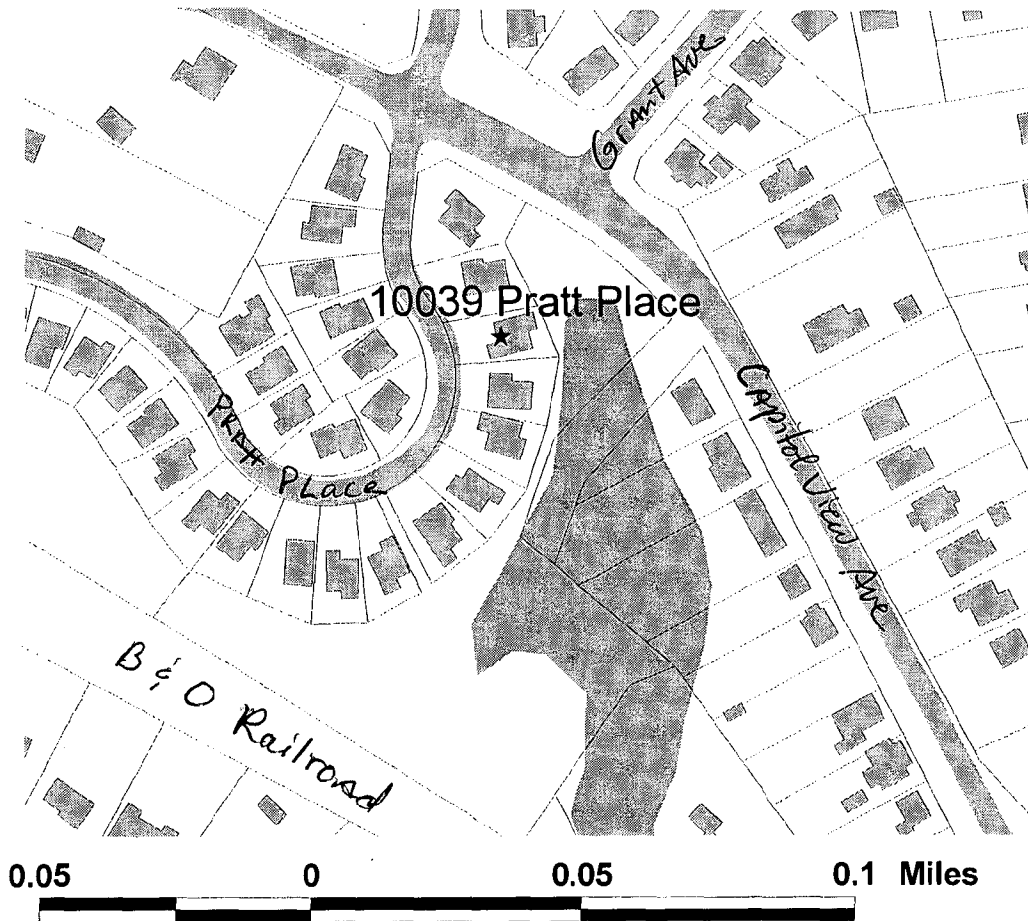 Grant Ave
10039 Pratt Place
Capitol View Ave
Pratt Place
B & O Railroad
0.05 0 0.05 0.1 Miles